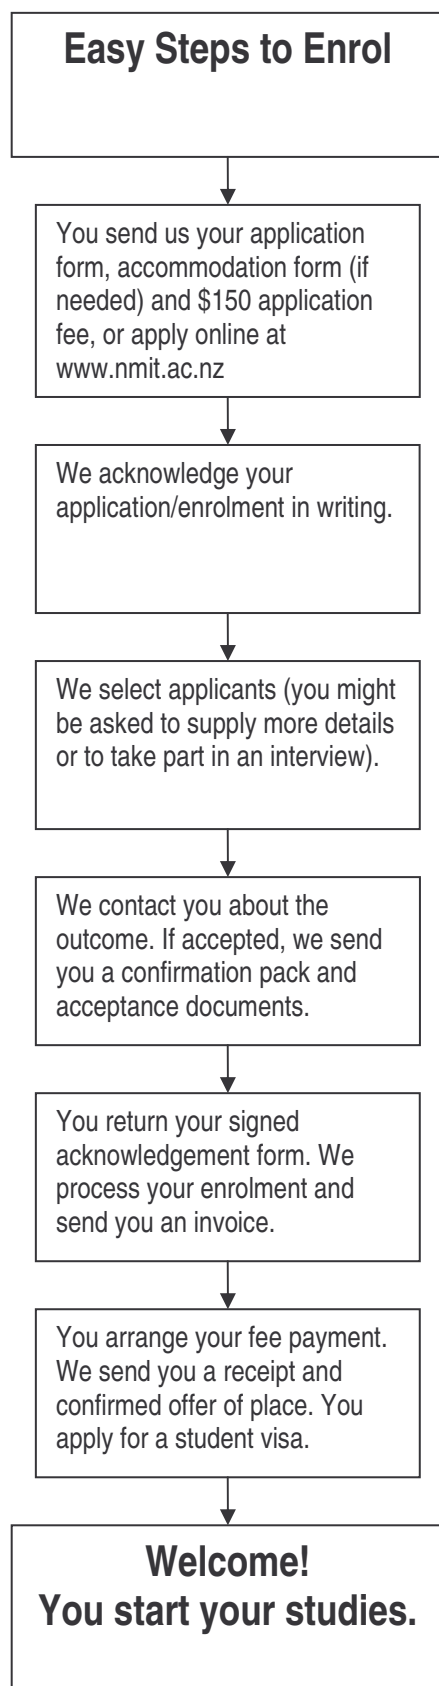 Easy Steps to Enrol
You send us your application
form, accommodation form (if
needed) and $150 application
fee, or apply online at
www.nmit.ac.nz
We acknowledge your
application/enrolment in writing.
We select applicants (you might
be asked to supply more details
or to take part in an interview).
We contact you about the
outcome. If accepted, we send
you a confirmation pack and
acceptance documents.
You return your signed
acknowledgement form. We
process your enrolment and
send you an invoice.
You arrange your fee payment.
We send you a receipt and
confirmed offer of place. You
apply for a student visa.
Welcome!
You start your studies.